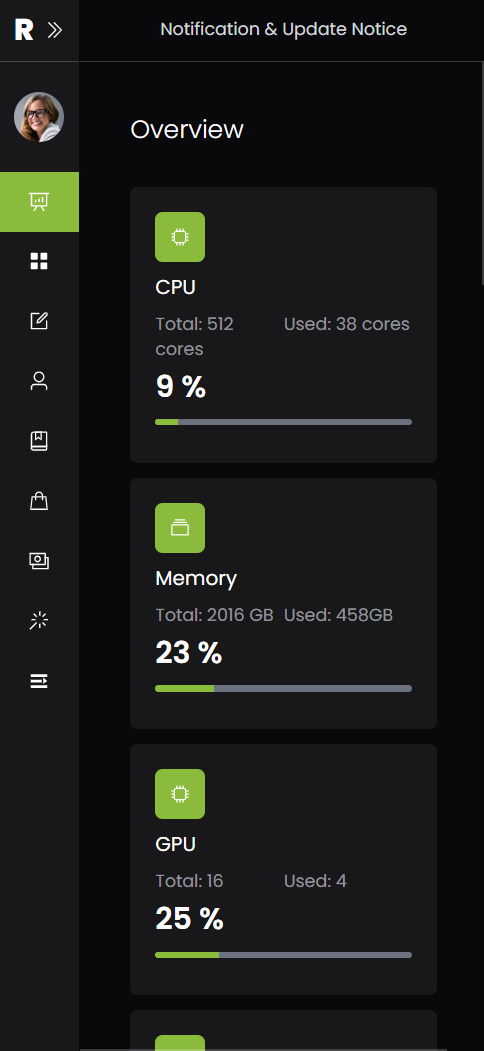 R
Notification & Update Notice
Overview
CPU
Total: 512 cores
Used: 38 cores
9 %
Memory
Total: 2016 GB
Used: 458GB
23 %
GPU
Total: 16
Used: 4
25 %